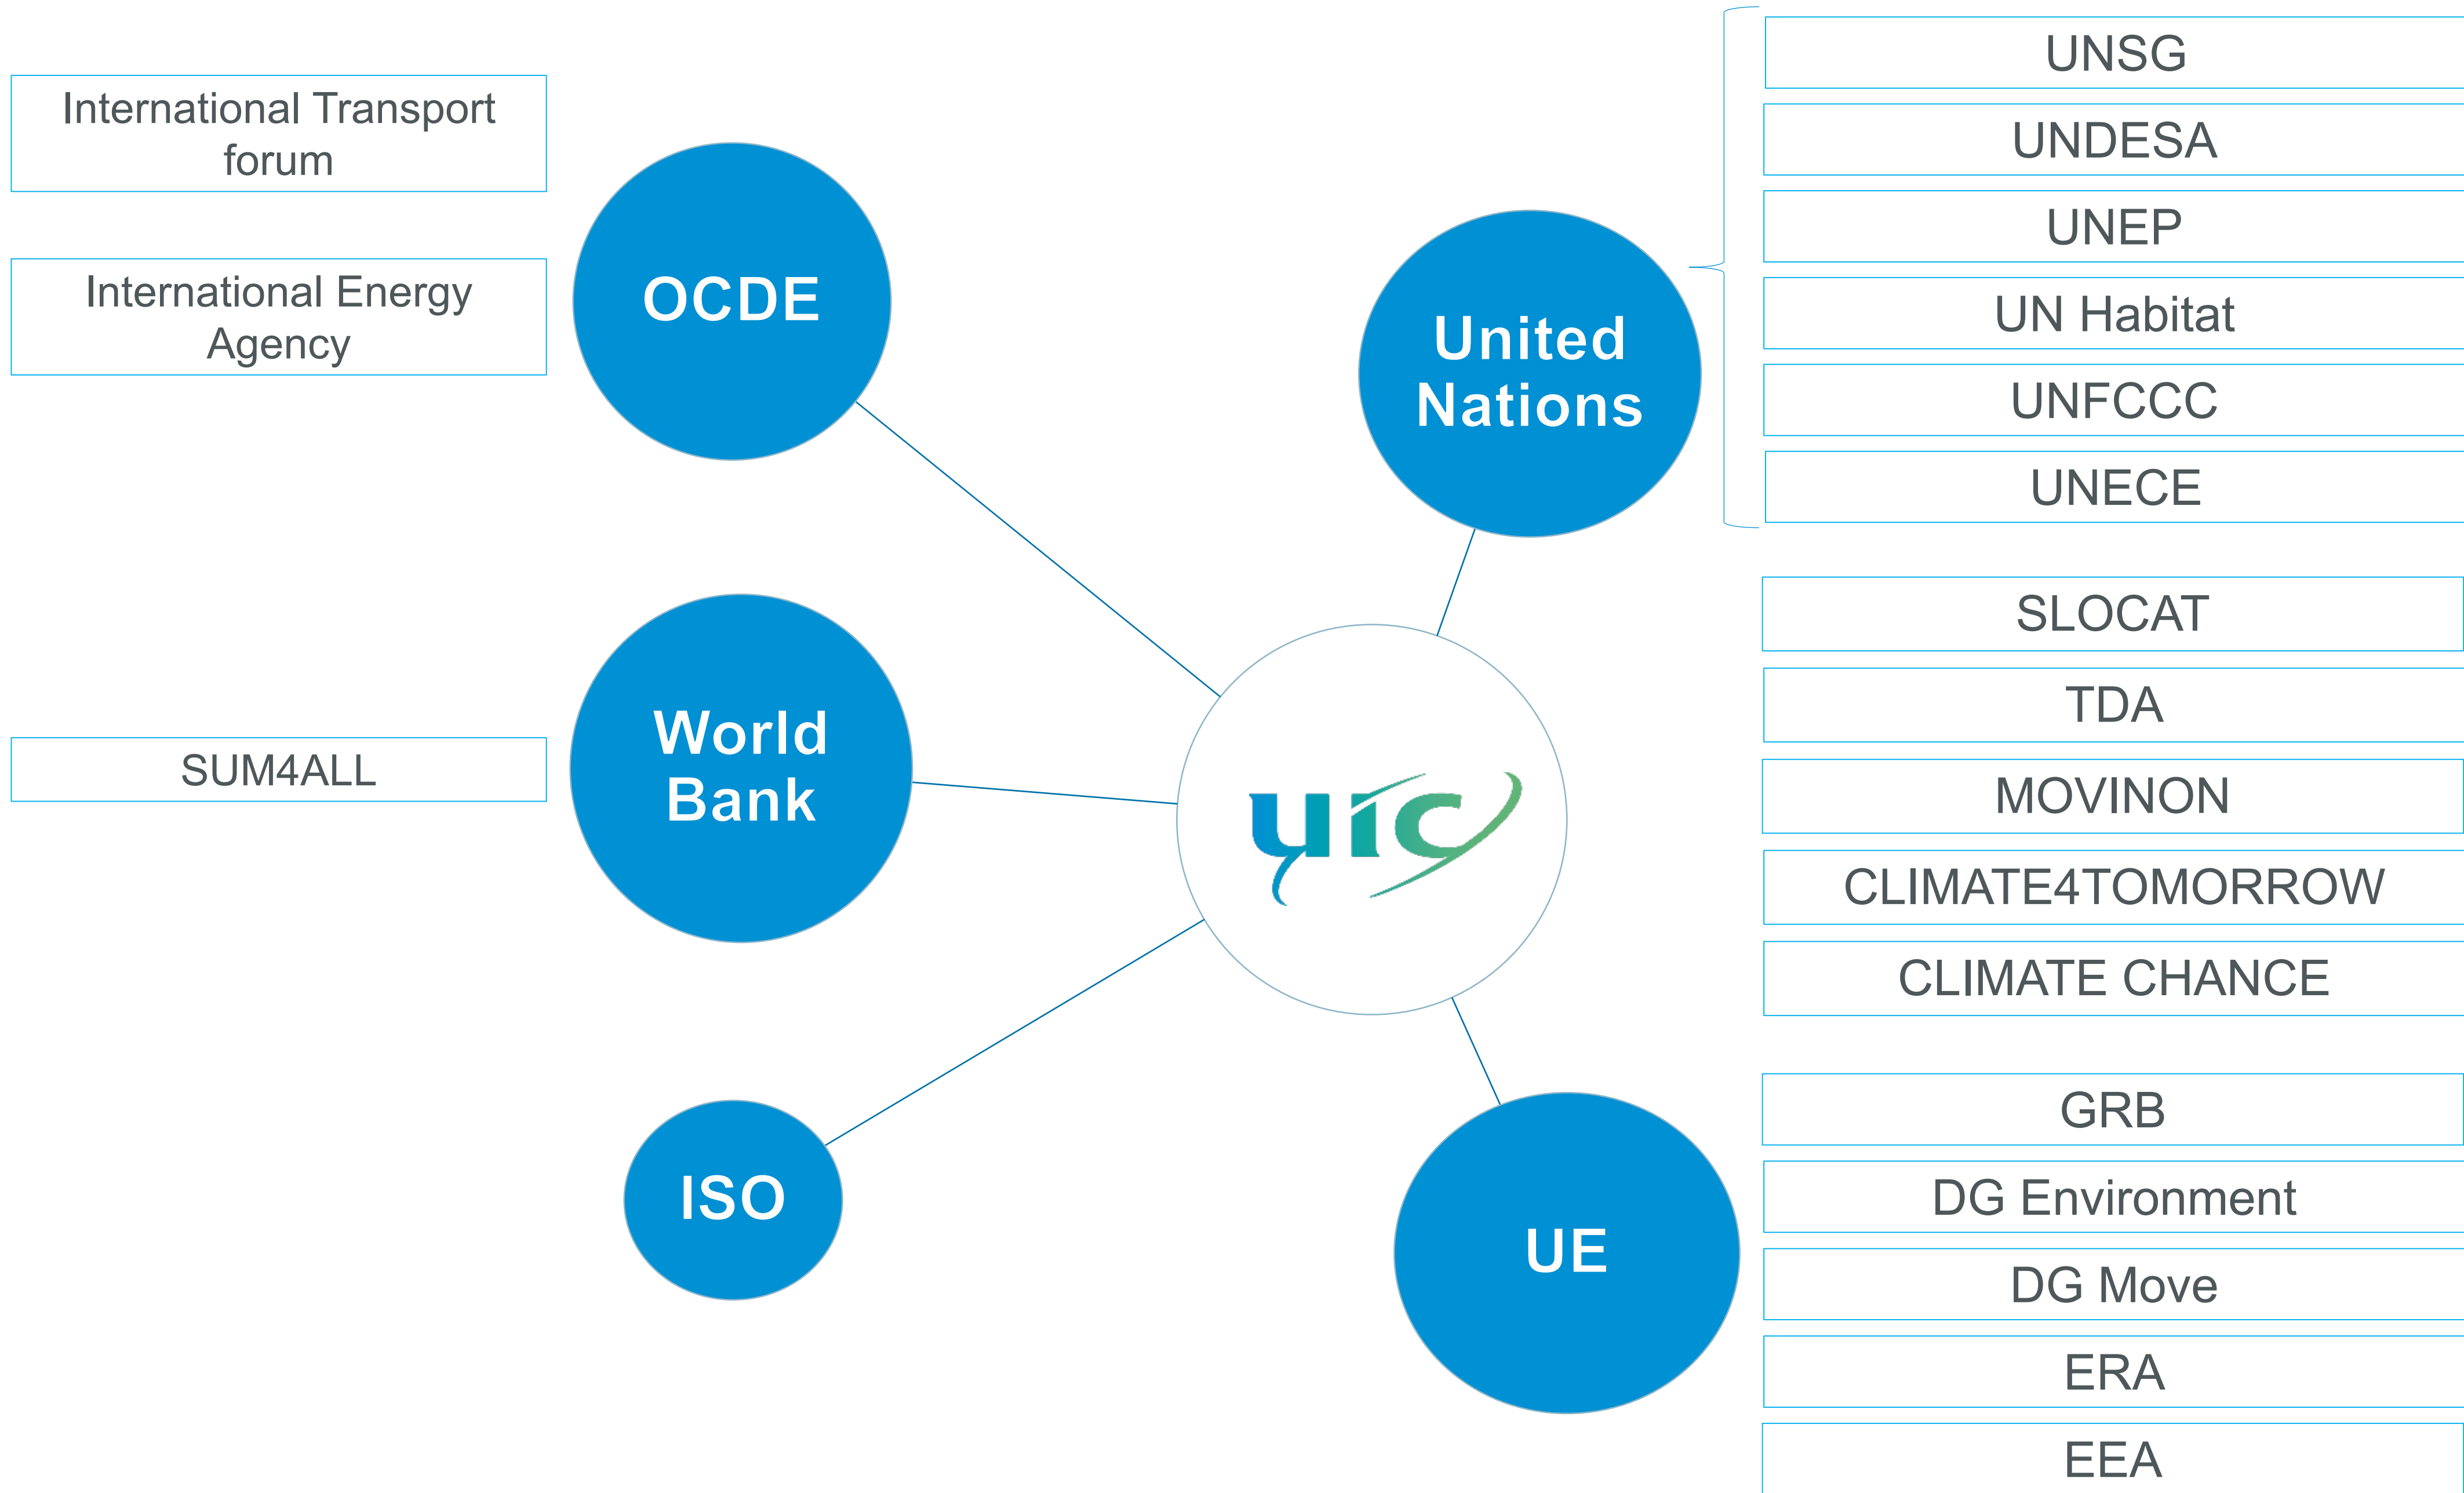 International Transport
forum
International Energy
Agency
OCDE
United
Nations
UNSG
UNDESA
UNEP
UN Habitat
UNFCCC
UNECE
SLOCAT
TDA
MOVINON
CLIMATE4TOMORROW
CLIMATE CHANCE
World
Bank
SUM4ALL
uic
ISO
UE
GRB
DG Environment
DG Move
ERA
EEA